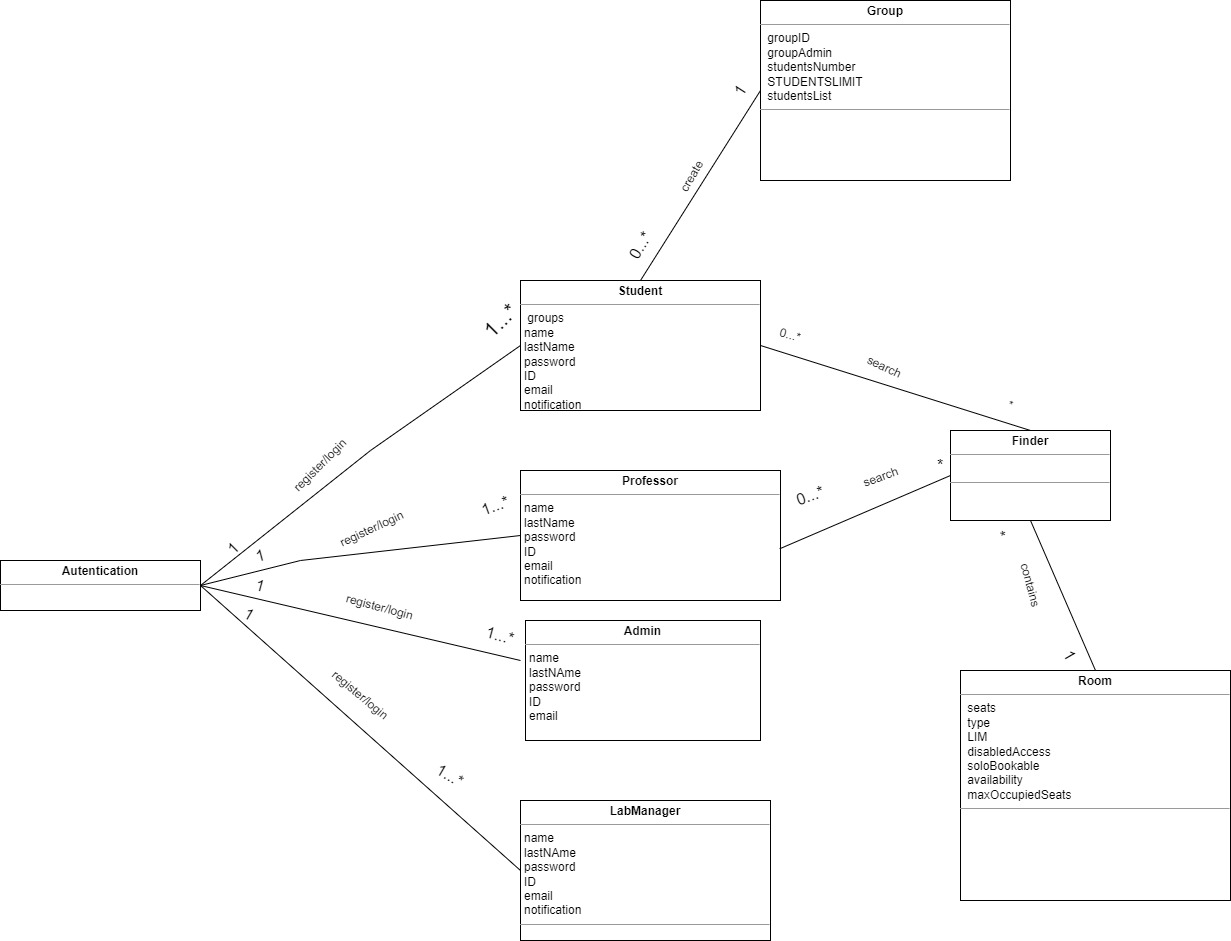 Group
groupID
groupAdmin
studentsNumber
STUDENTSLIMIT
studentsList
1
create
0...*
Student
groups
name
lastName
password
ID
email
notification
1...*
register/login
1
0...*
search
*
Finder
Professor
name
lastName
password
ID
email
notification
1...*
register/login
1
0...*
search
*
Autentication
1
register/login
1...*
Admin
name
lastNAme
password
ID
email
1
register/login
1...*
LabManager
name
lastNAme
password
ID
email
notification
*
contains
1
Room
seats
type
LIM
disabledAccess
soloBookable
availability
maxOccupiedSeats